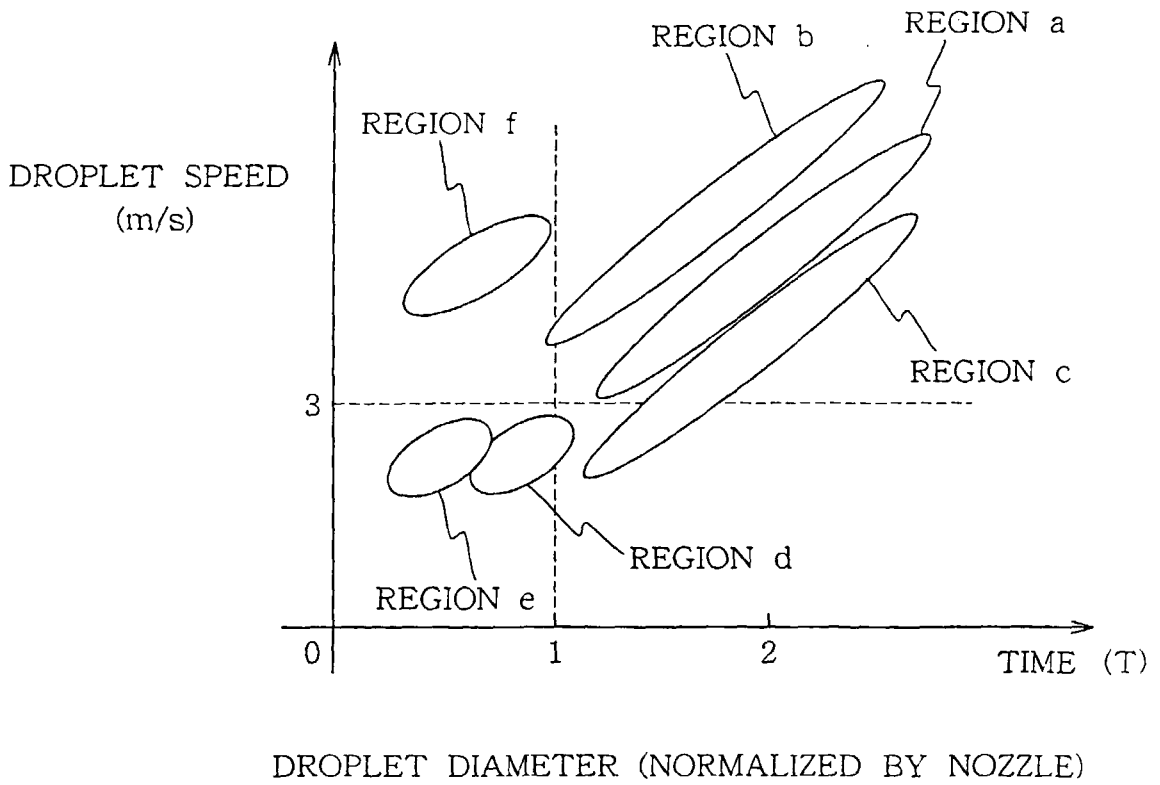 REGION b
REGION a
REGION f
DROPLET SPEED
(m/s)
REGION c
3
REGION d
REGION e
0
1
2
TIME (T)
DROPLET DIAMETER (NORMALIZED BY NOZZLE)